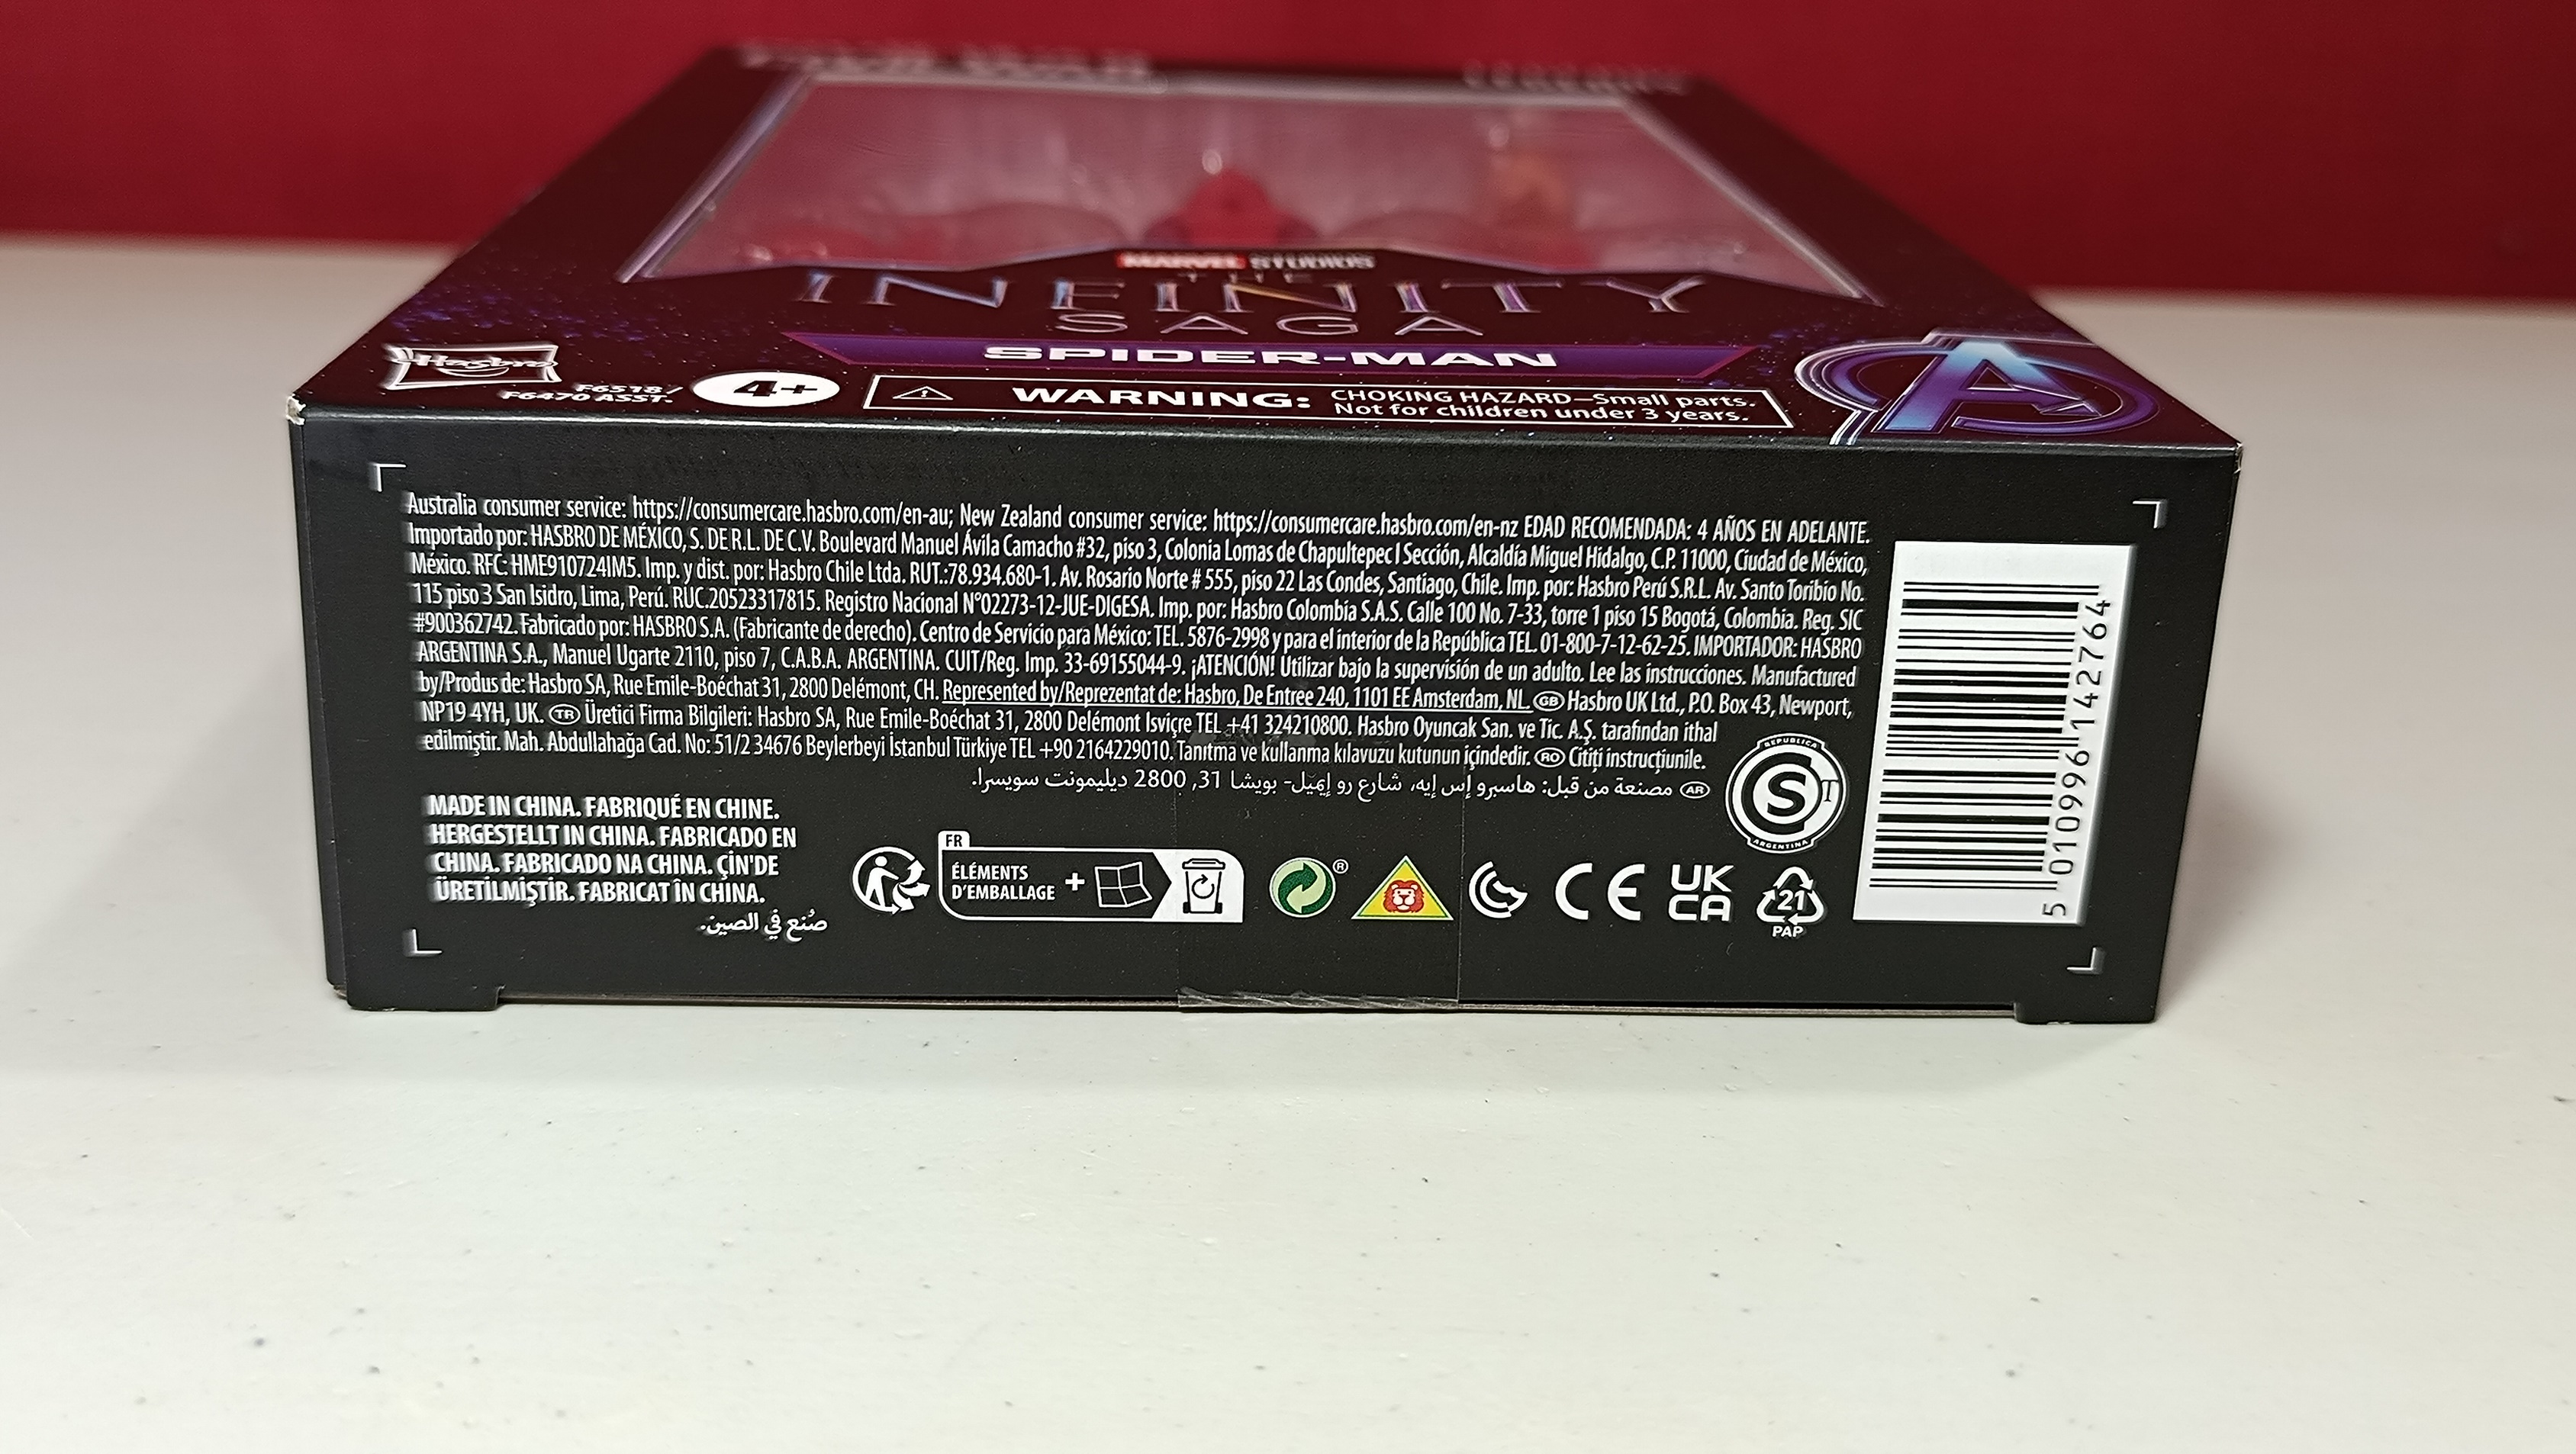 MARVEL STUDIOS
THE
INFINITY
SAGA
SPIDER-MAN
Hasbro
F6518/
F6470 ASST.
4+
WARNING: CHOKING HAZARD—Small parts.
Not for children under 3 years.
Australia consumer service: https://consumercare.hasbro.com/en-au; New Zealand consumer service: https://consumercare.hasbro.com/en-nz EDAD RECOMENDADA: 4 AÑOS EN ADELANTE.
Importado por: HASBRO DE MÉXICO, S. DE R.L. DE C.V. Boulevard Manuel Ávila Camacho #32, piso 3, Colonia Lomas de Chapultepec I Sección, Alcaldía Miguel Hidalgo, C.P. 11000, Ciudad de México,
México. RFC: HME910724IM5. Imp. y dist. por: Hasbro Chile Ltda. RUT.:78.934.680-1. Av. Rosario Norte # 555, piso 22 Las Condes, Santiago, Chile. Imp. por: Hasbro Perú S.R.L. Av. Santo Toribio No.
115 piso 3 San Isidro, Lima, Perú. RUC.20523317815. Registro Nacional N°02273-12-JUE-DIGESA. Imp. por: Hasbro Colombia S.A.S. Calle 100 No. 7-33, torre 1 piso 15 Bogotá, Colombia. Reg. SIC
#900362742. Fabricado por: HASBRO S.A. (Fabricante de derecho). Centro de Servicio para México: TEL. 5876-2998 y para el interior de la República TEL. 01-800-7-12-62-25. IMPORTADOR: HASBRO
ARGENTINA S.A., Manuel Ugarte 2110, piso 7, C.A.B.A. ARGENTINA. CUIT/Reg. Imp. 33-69155044-9. ¡ATENCIÓN! Utilizar bajo la supervisión de un adulto. Lee las instrucciones. Manufactured
by/Produs de: Hasbro SA, Rue Emile-Boéchat 31, 2800 Delémont, CH. Represented by/Reprezentat de: Hasbro, De Entree 240, 1101 EE Amsterdam, NL. GB Hasbro UK Ltd., P.O. Box 43, Newport,
NP19 4YH, UK. TR Üretici Firma Bilgileri: Hasbro SA, Rue Emile-Boéchat 31, 2800 Delémont Isviçre TEL +41 324210800. Hasbro Oyuncak San. ve Tic. A.Ş. tarafından ithal
edilmiştir. Mah. Abdullahağa Cad. No: 51/2 34676 Beylerbeyi İstanbul Türkiye TEL +90 2164229010. Tanıtma ve kullanma kılavuzu kutunun içindedir. RO Citiți instrucțiunile.
AR مصنعة من قبل: هاسبرو إس إيه، شارع رو إيميل- بويشا 31, 2800 ديليمونت سويسرا.
MADE IN CHINA. FABRIQUÉ EN CHINE.
HERGESTELLT IN CHINA. FABRICADO EN
CHINA. FABRICADO NA CHINA. ÇİN'DE
ÜRETİLMİŞTİR. FABRICAT ÎN CHINA.
صُنع في الصين.
FR
ÉLÉMENTS
D'EMBALLAGE +
®
CE
UK
CA
21
PAP
REPUBLICA
S
T
ARGENTINA
5 010996 142764